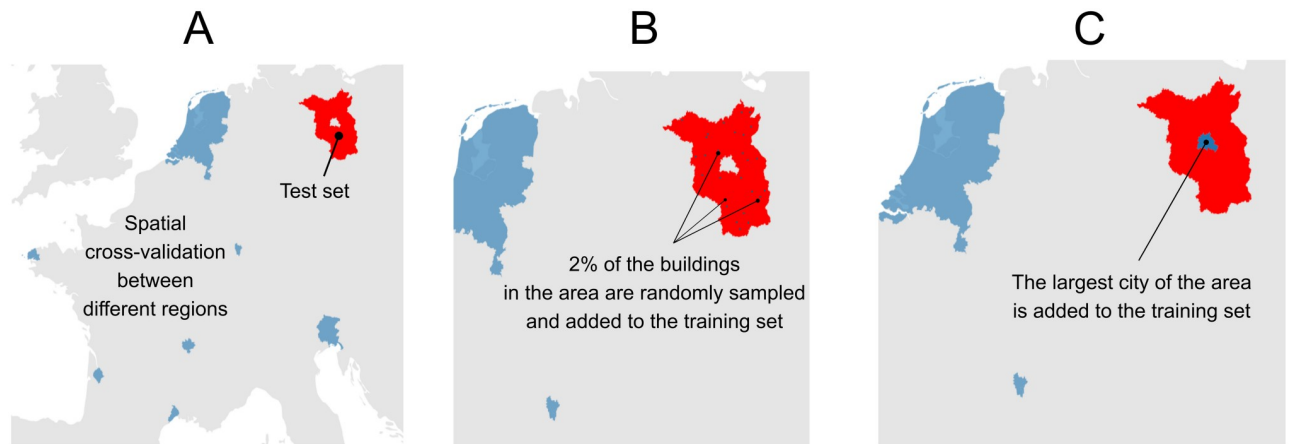 A
B
C
Test set
Spatial
cross-validation
between
different regions
2% of the buildings
in the area are randomly sampled
and added to the training set
The largest city of the area
is added to the training set